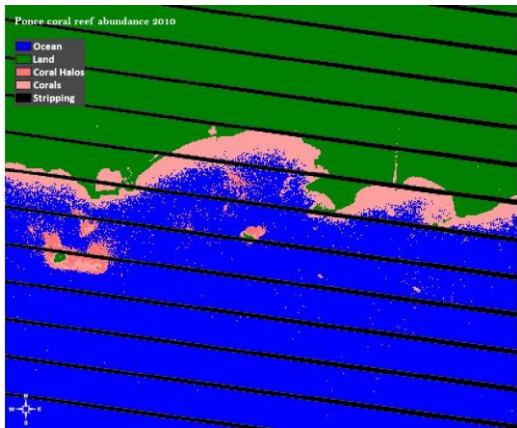 Ponce coral reef abundance 2010
Ocean
Land
Coral Halos
Corals
Stripping
N
W E
S